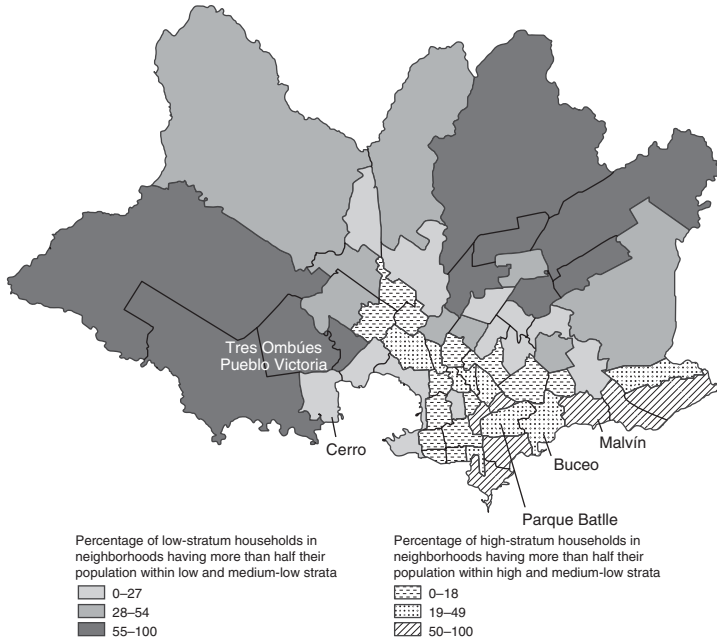 Tres Ombúes
Pueblo Victoria
Cerro
Malvín
Buceo
Parque Batlle
Percentage of low-stratum households in
neighborhoods having more than half their
population within low and medium-low strata
0–27
28–54
55–100
Percentage of high-stratum households in
neighborhoods having more than half their
population within high and medium-low strata
0–18
19–49
50–100